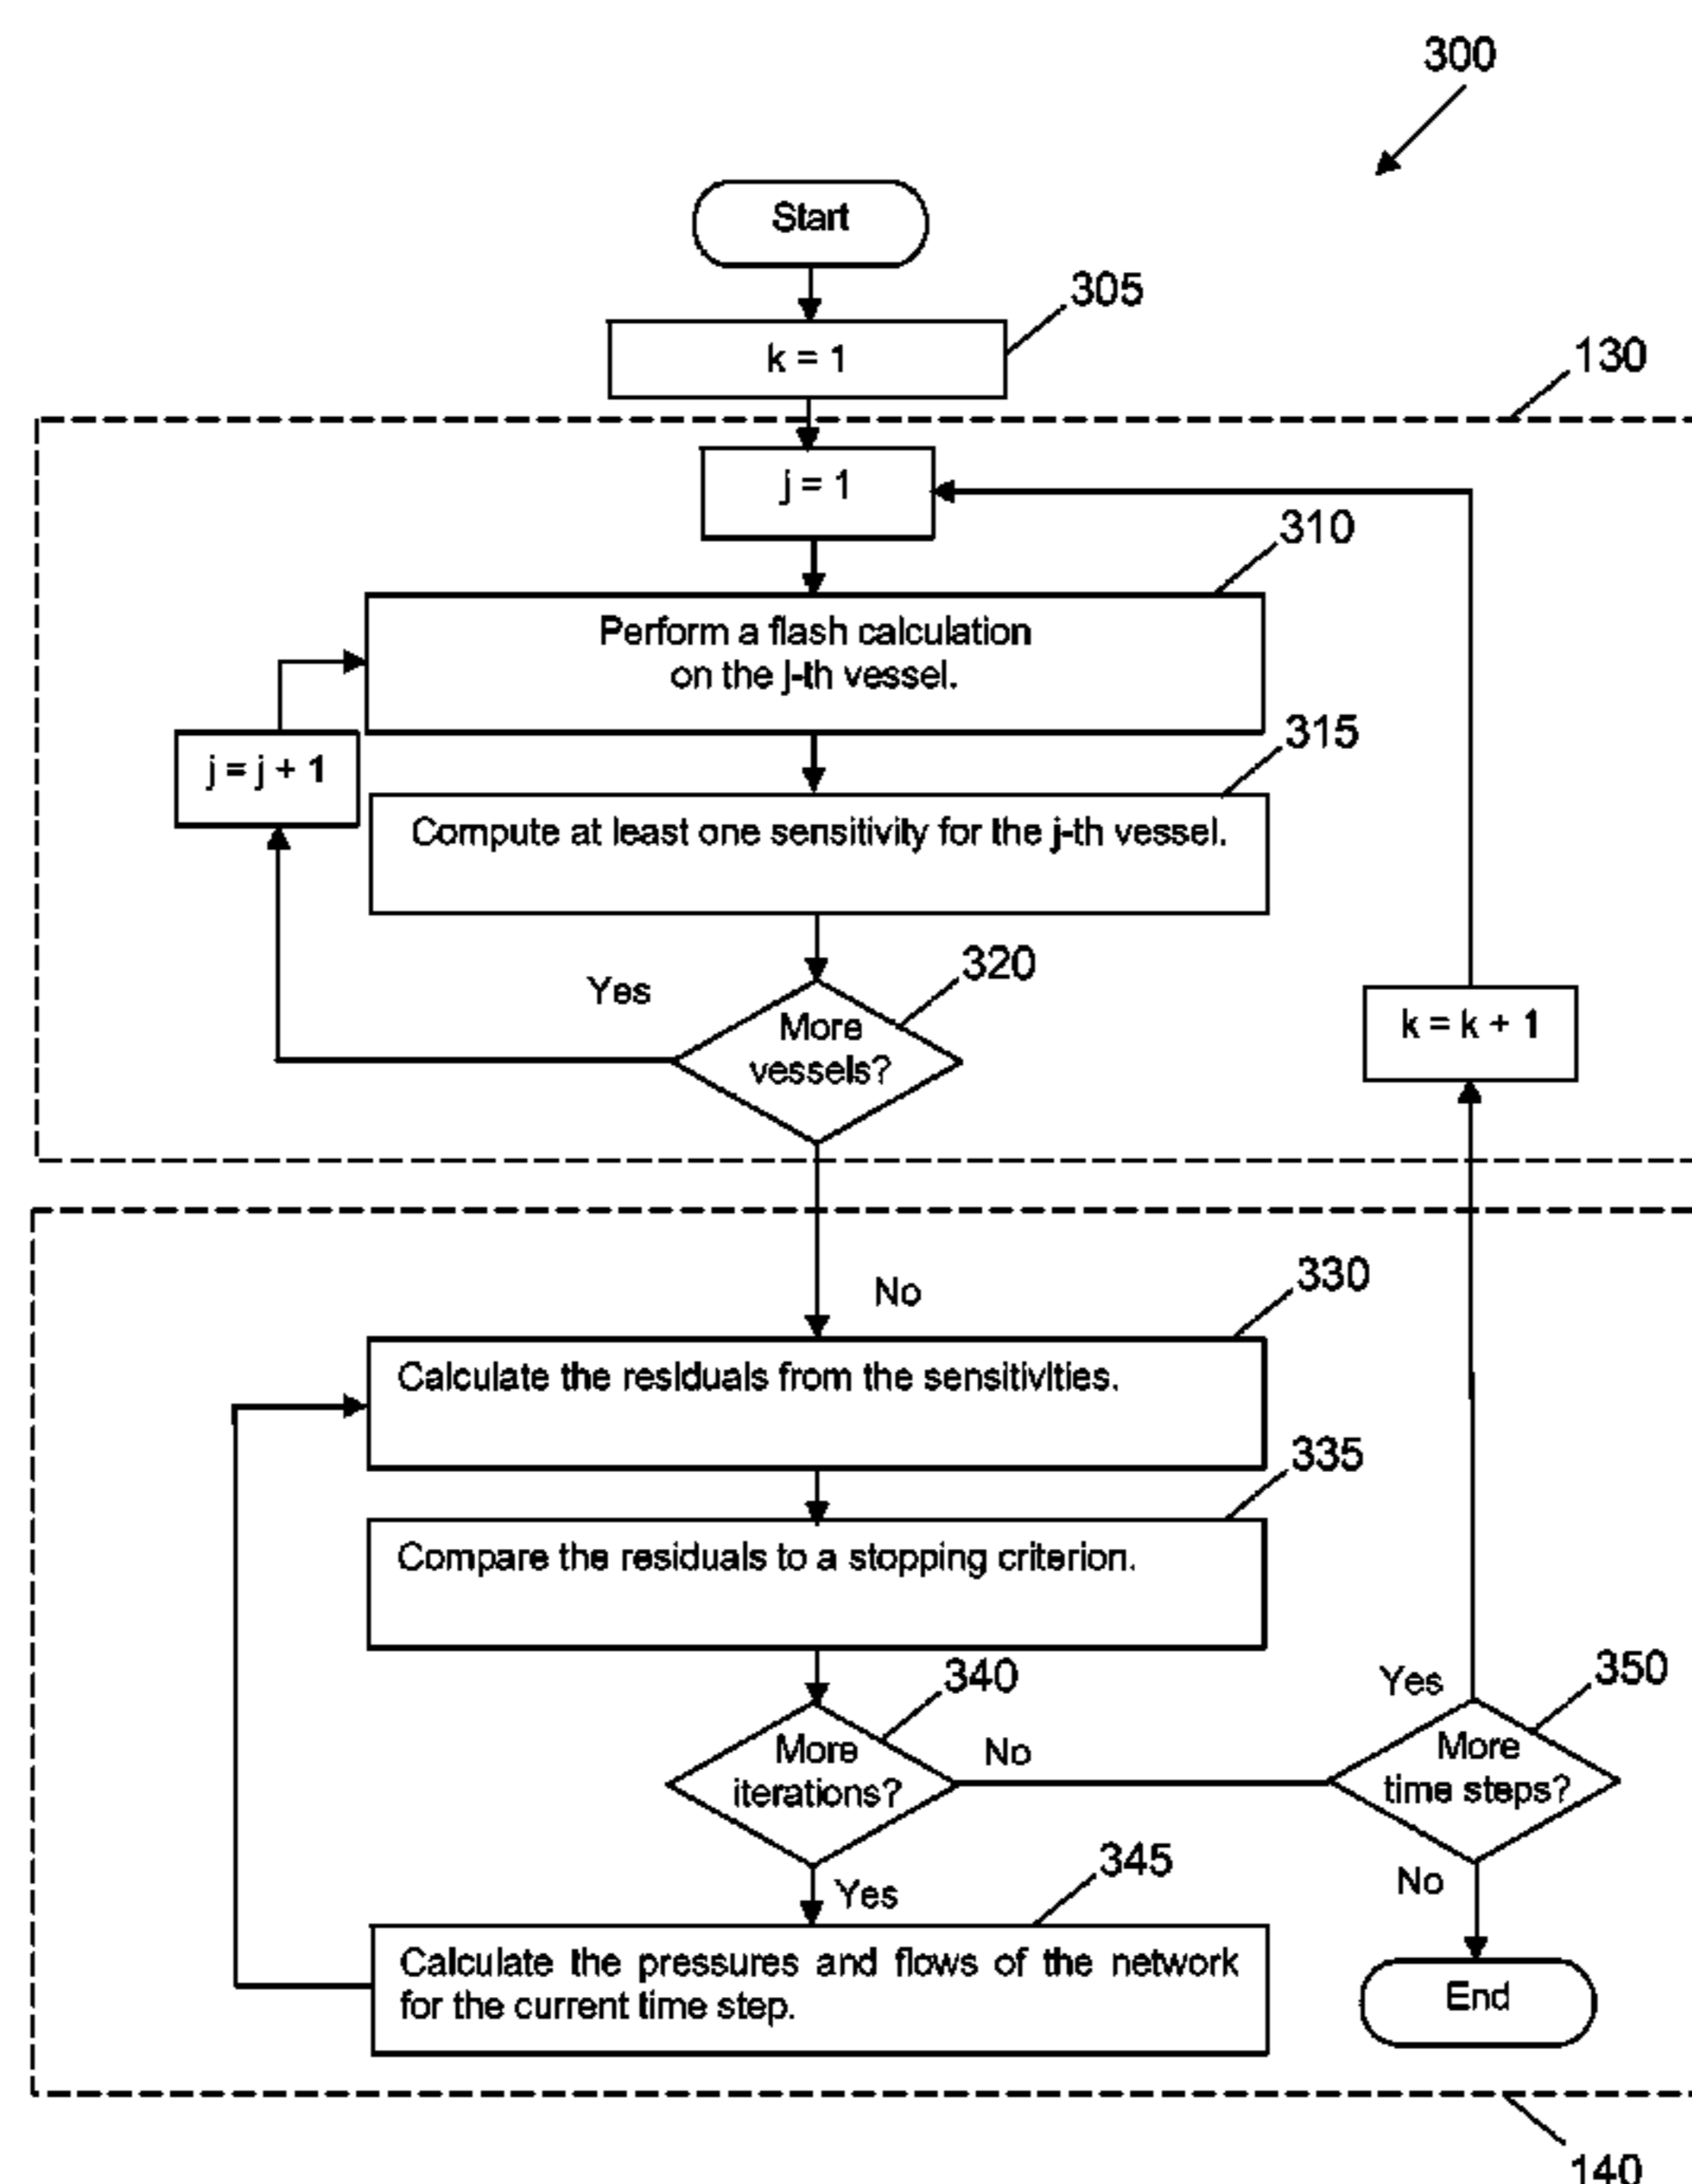 300
Start
305
k = 1
130
j = 1
310
Perform a flash calculation
on the j-th vessel.
315
j = j + 1
Compute at least one sensitivity for the j-th vessel.
320
Yes
More
vessels?
k = k + 1
No
330
Calculate the residuals from the sensitivities.
335
Compare the residuals to a stopping criterion.
340
350
Yes
More
iterations?
No
More
time steps?
345
Yes
No
Calculate the pressures and flows of the network
for the current time step.
End
140